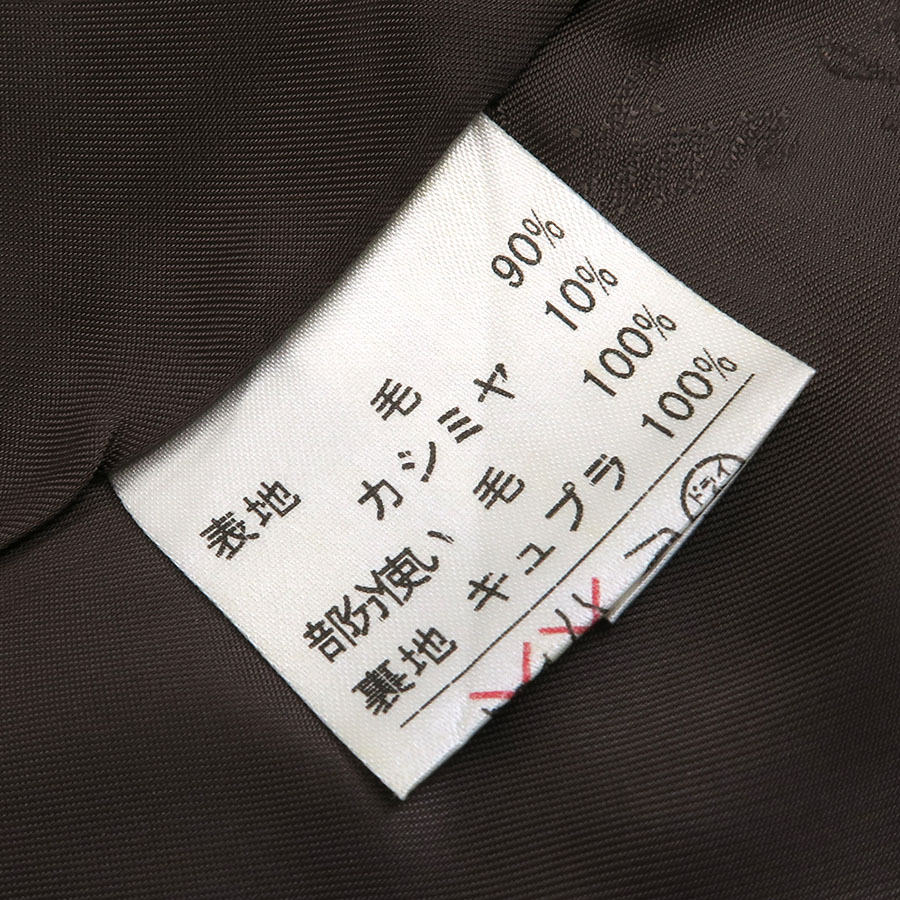 表地 毛 90%
カシミヤ 10%
部分使い 毛 100%
裏地 キュプラ 100%
ドライ